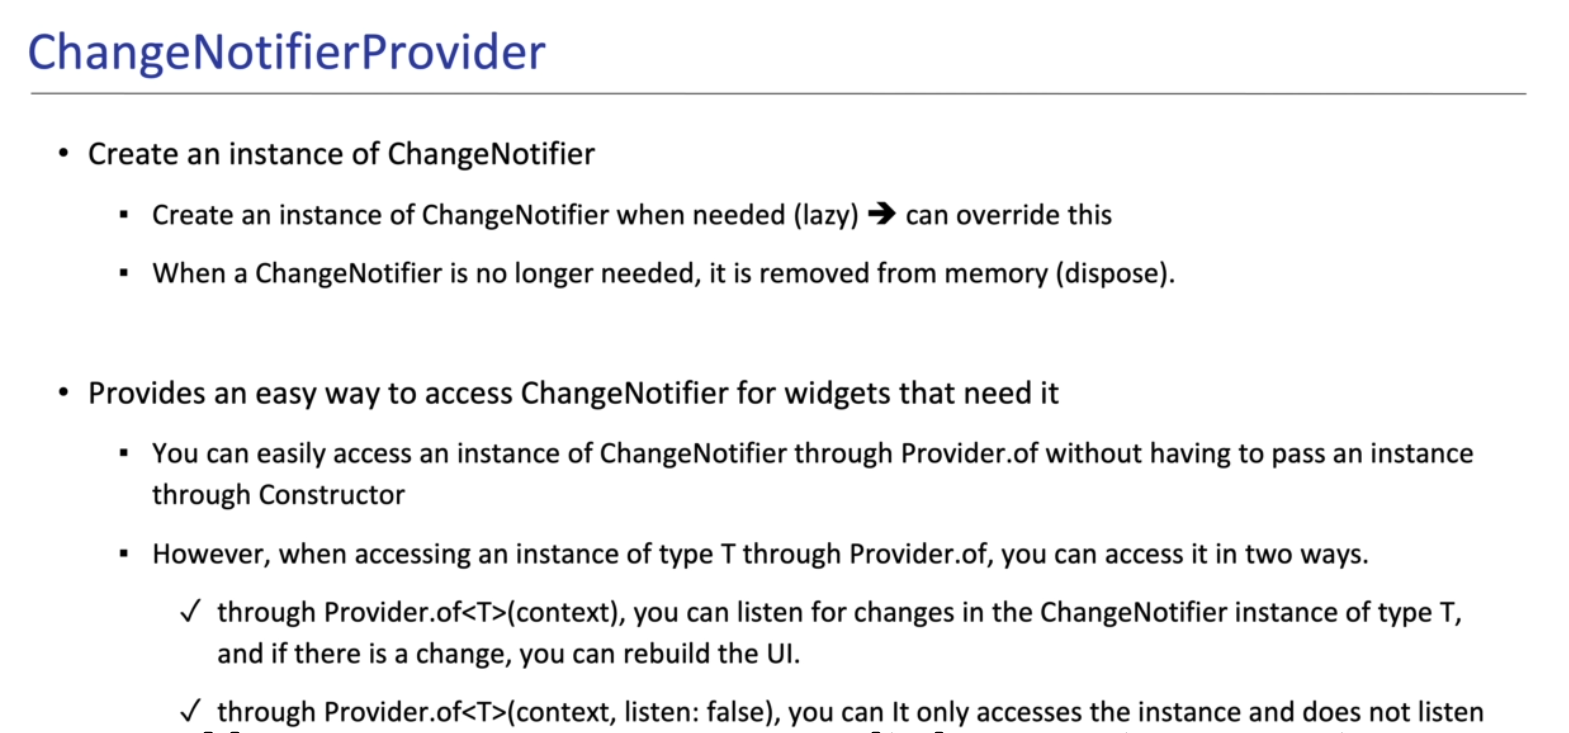 ChangeNotifierProvider
• Create an instance of ChangeNotifier
▪ Create an instance of ChangeNotifier when needed (lazy) ➔ can override this
▪ When a ChangeNotifier is no longer needed, it is removed from memory (dispose).
• Provides an easy way to access ChangeNotifier for widgets that need it
▪ You can easily access an instance of ChangeNotifier through Provider.of without having to pass an instance
through Constructor
▪ However, when accessing an instance of type T through Provider.of, you can access it in two ways.
✓ through Provider.of<T>(context), you can listen for changes in the ChangeNotifier instance of type T,
and if there is a change, you can rebuild the UI.
✓ through Provider.of<T>(context, listen: false), you can It only accesses the instance and does not listen